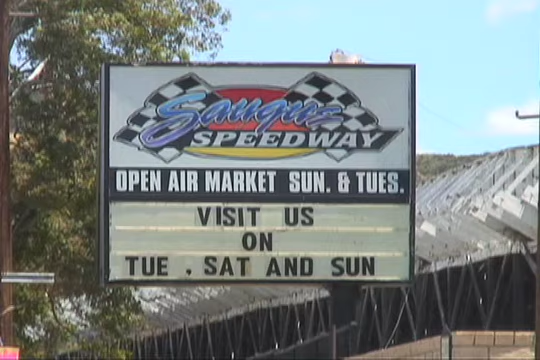 Saugus
SPEEDWAY
OPEN AIR MARKET SUN. & TUES.
VISIT US
ON
TUE . SAT AND SUN